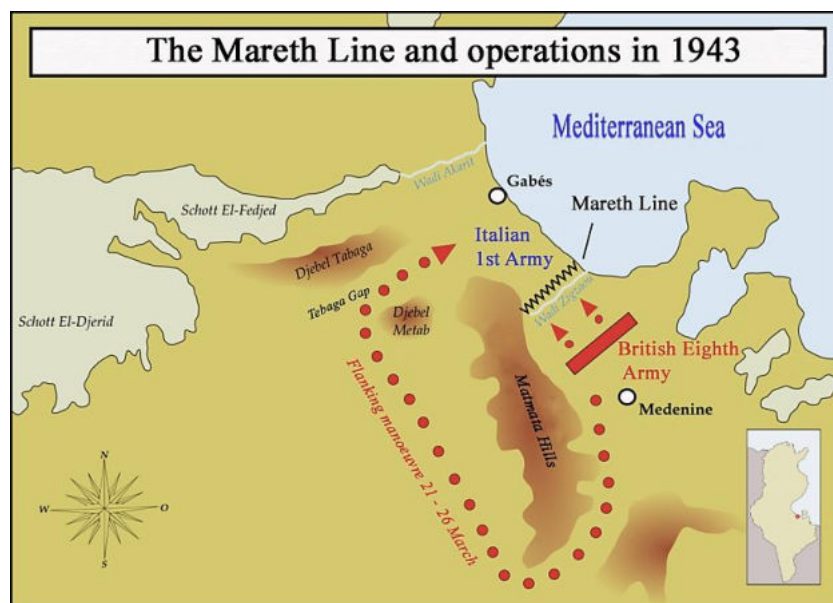 The Mareth Line and operations in 1943
Mediterranean Sea
Wadi Akarit
Gabés
Schott El-Fedjed
Mareth Line
Italian
1st Army
Djebel Tabaga
Tebaga Gap
Wadi Zigzaou
Djebel
Metab
Schott El-Djerid
British Eighth
Army
Matmata Hills
Medenine
Flanking manoeuvre 21 - 26 March
N
W
O
S